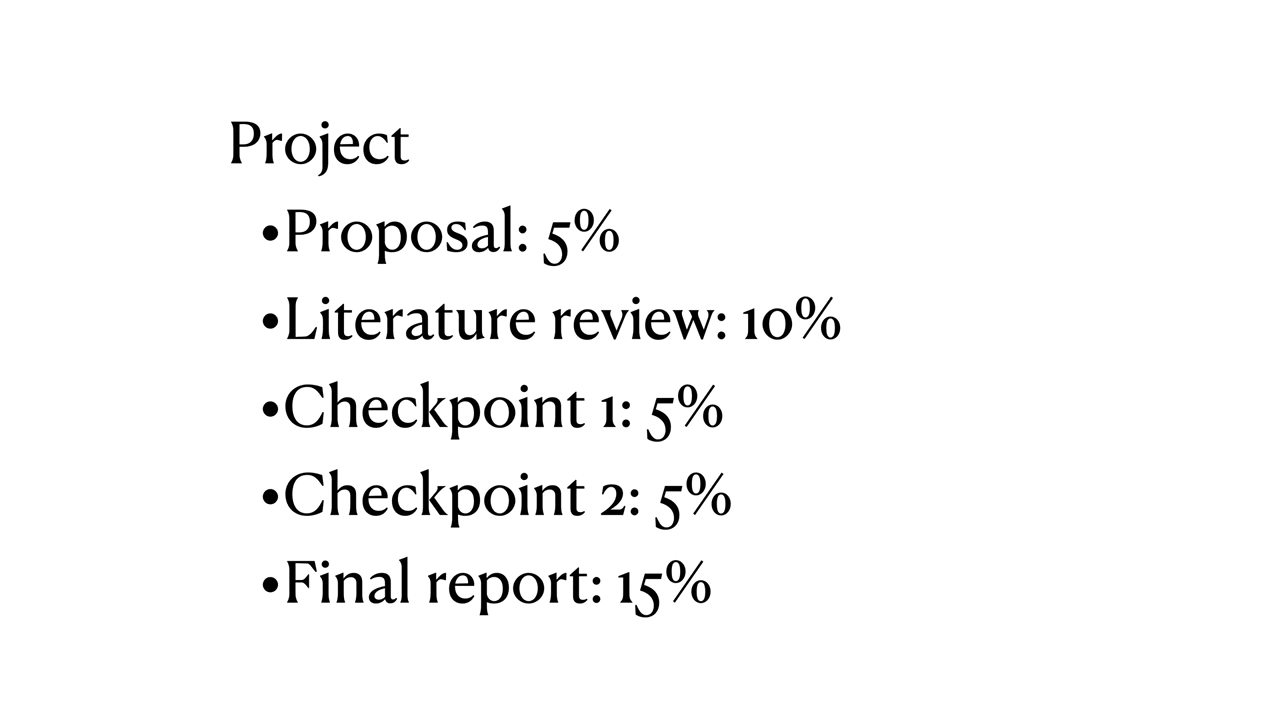 Project
•Proposal: 5%
•Literature review: 10%
•Checkpoint 1: 5%
•Checkpoint 2: 5%
•Final report: 15%